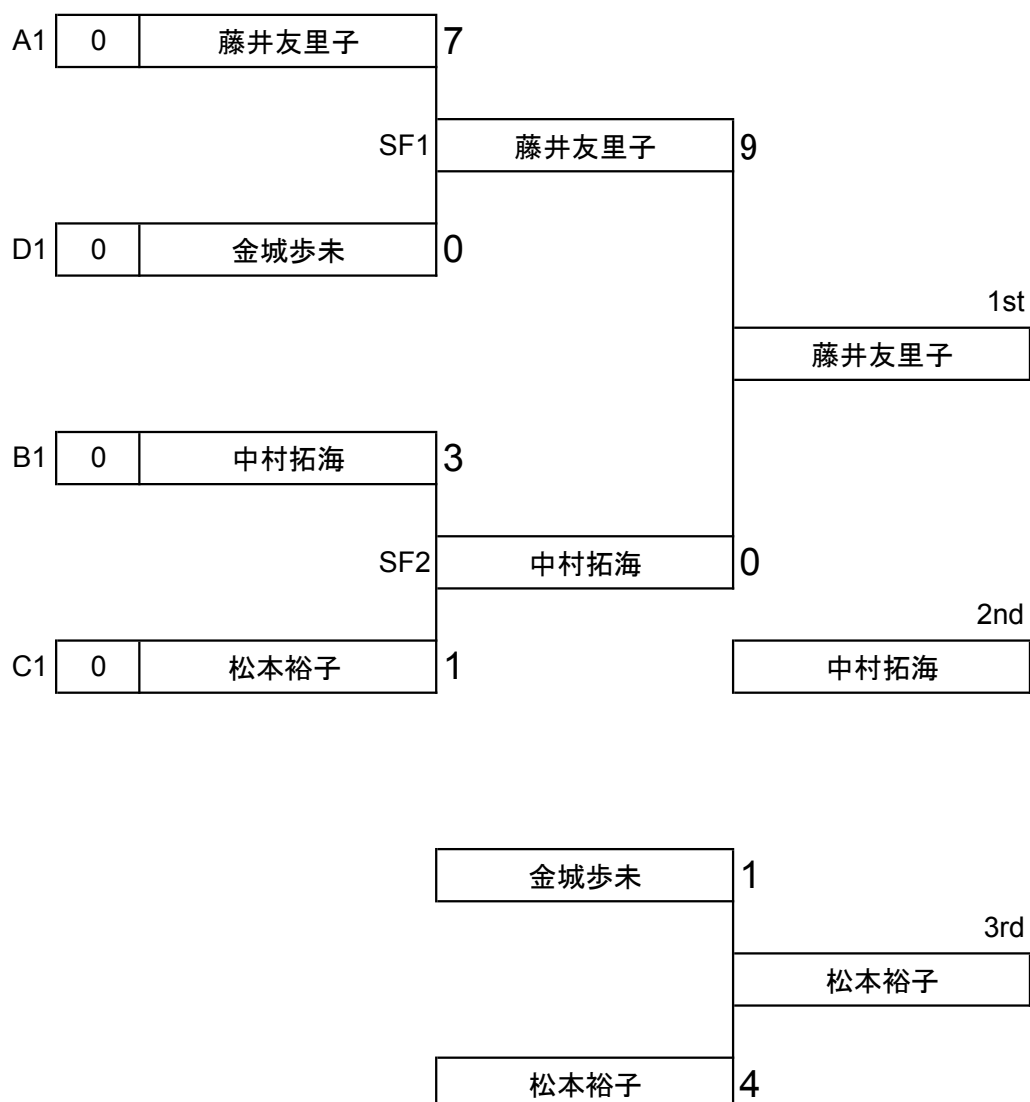 A1 0 藤井友里子 7
SF1 藤井友里子 9
D1 0 金城歩未 0
1st
藤井友里子
B1 0 中村拓海 3
SF2 中村拓海 0
2nd
C1 0 松本裕子 1 中村拓海
金城歩未 1
3rd
松本裕子
松本裕子 4